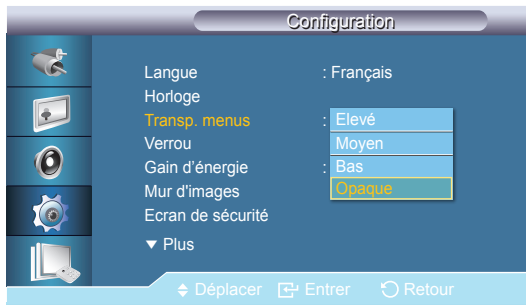 Configuration
Langue : Français
Horloge
Transp. menus : Elevé
Verrou Moyen
Gain d'énergie : Bas
Mur d'images Opaque
Ecran de sécurité
▼ Plus
Déplacer Entrer Retour